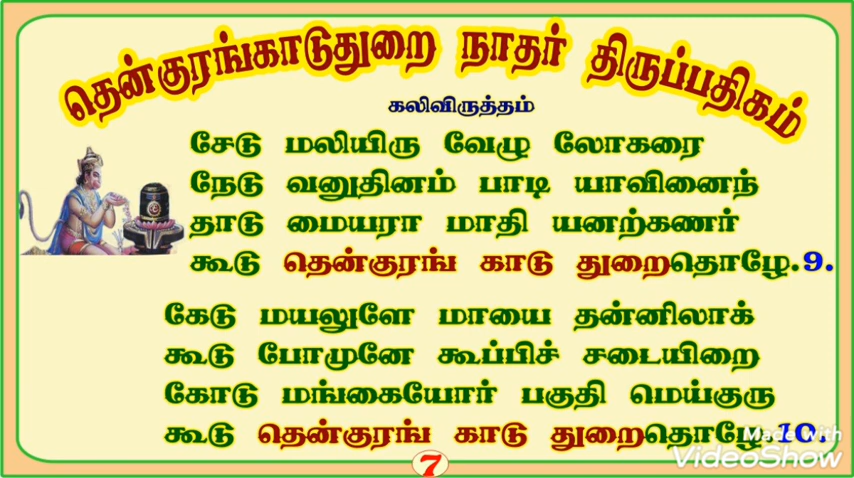 தென்குரங்காடுதுறை நாதர் திருப்பதிகம்
கலிவிருத்தம்
சேடு மலியிரு வேழு லோகரை
நேடு வனுதினம் பாடி யாவினைந்
தாடு மையரா மாதி யனற்கணர்
கூடு தென்குரங் காடு துறைதொழே.9.
கேடு மயலுளே மாயை தன்னிலாக்
கூடு போமுனே கூப்பிச் சடையிறை
கோடு மங்கையோர் பகுதி மெய்குரு
கூடு தென்குரங் காடு துறைதொழே.10.
Made with
VideoShow
7